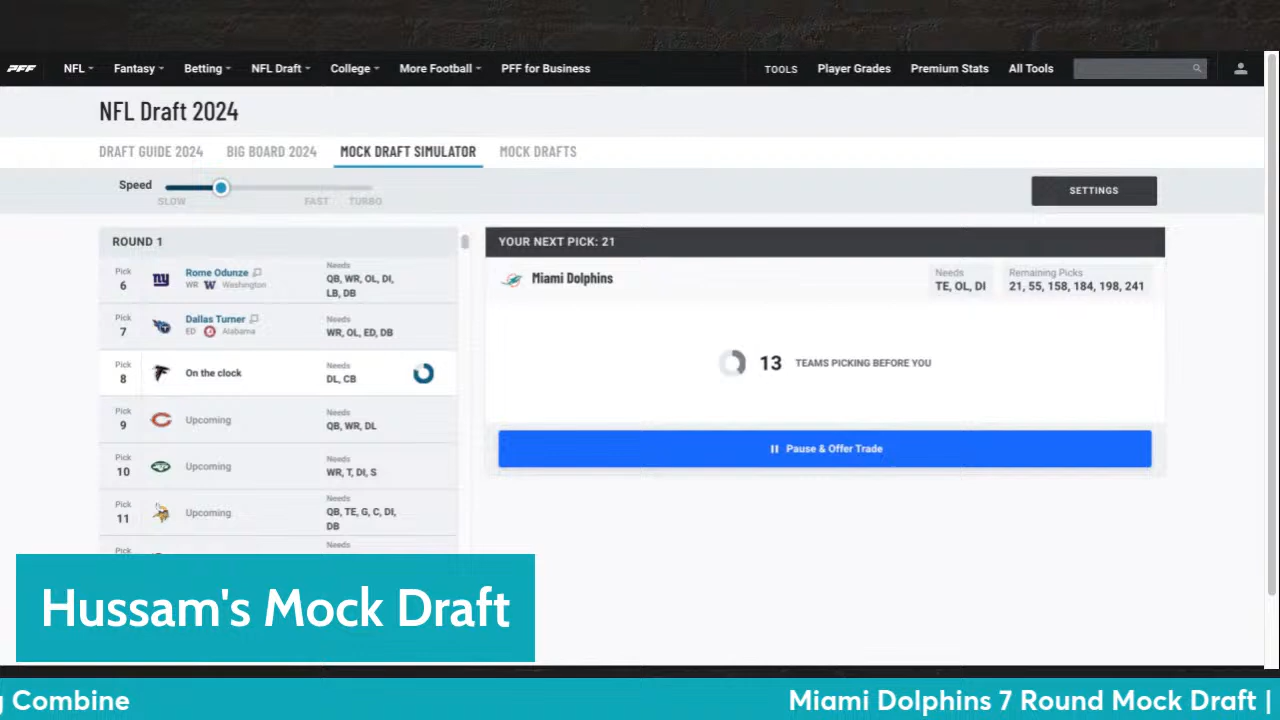 PFF NFL Fantasy Betting NFL Draft College More Football PFF for Business TOOLS Player Grades Premium Stats All Tools
NFL Draft 2024
DRAFT GUIDE 2024 BIG BOARD 2024 MOCK DRAFT SIMULATOR MOCK DRAFTS
Speed
SLOW FAST TURBO
SETTINGS
ROUND 1
Pick
6
NY
Rome Odunze
WR W Washington
Needs
QB, WR, OL, DI,
LB, DB
Pick
7
Dallas Turner
ED Alabama
Needs
WR, OL, ED, DB
Pick
8
On the clock
Needs
DL, CB
Pick
9
Upcoming
Needs
QB, WR, DL
Pick
10
Upcoming
Needs
WR, T, DI, S
Pick
11
Upcoming
Needs
QB, TE, G, C, DI,
DB
Pick
Needs
YOUR NEXT PICK: 21
Miami Dolphins
Needs
TE, OL, DI
Remaining Picks
21, 55, 158, 184, 198, 241
13 TEAMS PICKING BEFORE YOU
Pause & Offer Trade
Hussam's Mock Draft
g Combine
Miami Dolphins 7 Round Mock Draft |